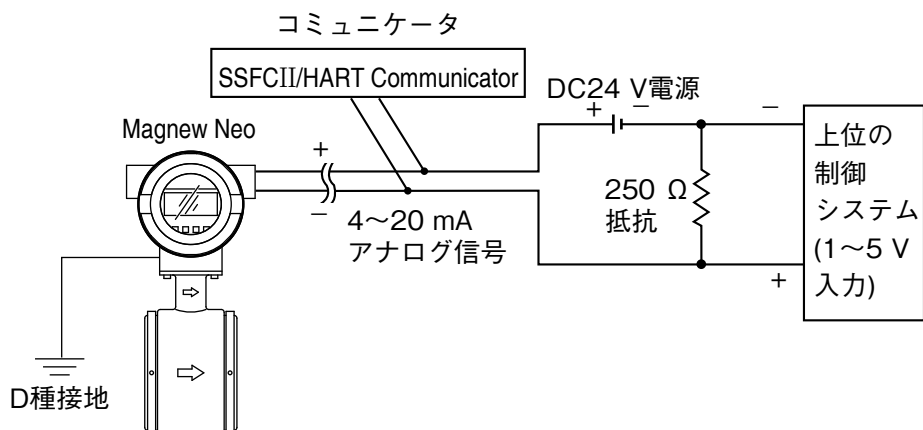 コミュニケータ
SSFCII/HART Communicator
DC24 V電源
+
−
−
Magnew Neo
+
−
4～20 mA
アナログ信号
250 Ω
抵抗
上位の
制御
システム
(1～5 V
入力)
+
D種接地